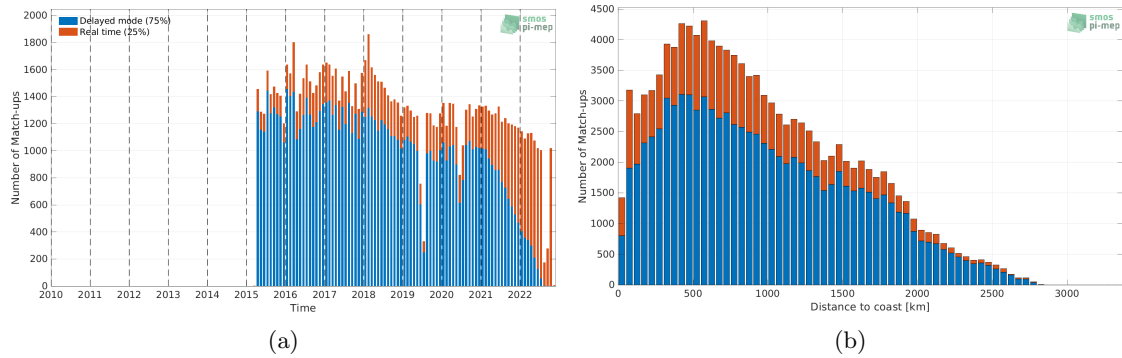 Delayed mode (75%)
Real time (25%)
smos
pi-mep
Number of Match-ups
2000
1800
1600
1400
1200
1000
800
600
400
200
0
2010 2011 2012 2013 2014 2015 2016 2017 2018 2019 2020 2021 2022
Time
(a)
smos
pi-mep
Number of Match-ups
4500
4000
3500
3000
2500
2000
1500
1000
500
0
0 500 1000 1500 2000 2500 3000
Distance to coast [km]
(b)